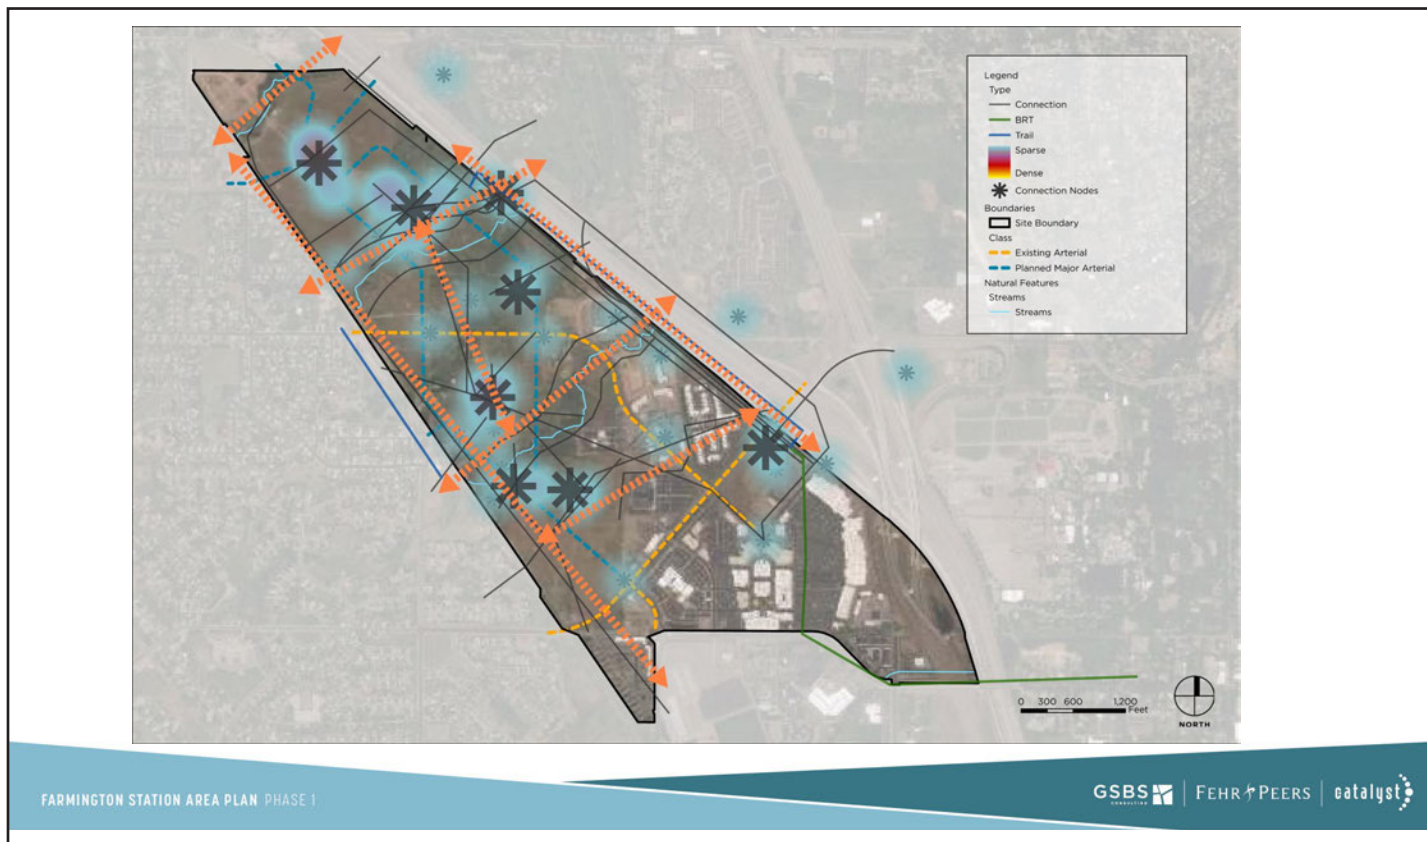 Legend
Type
Connection
BRT
Trail
Sparse
Dense
Connection Nodes
Boundaries
Site Boundary
Class
Existing Arterial
Planned Major Arterial
Natural Features
Streams
Streams
0 300 600 1,200
Feet
NORTH
FARMINGTON STATION AREA PLAN PHASE 1
GSBS
CONSULTING
FEHR PEERS
catalyst